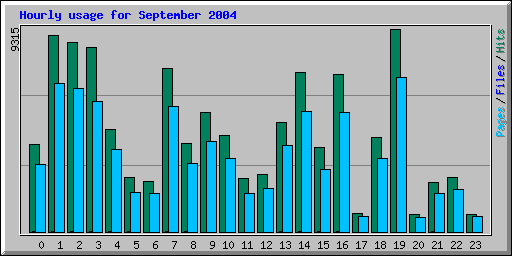 Hourly usage for September 2004
9315
Pages / Files / Hits
0 1 2 3 4 5 6 7 8 9 10 11 12 13 14 15 16 17 18 19 20 21 22 23